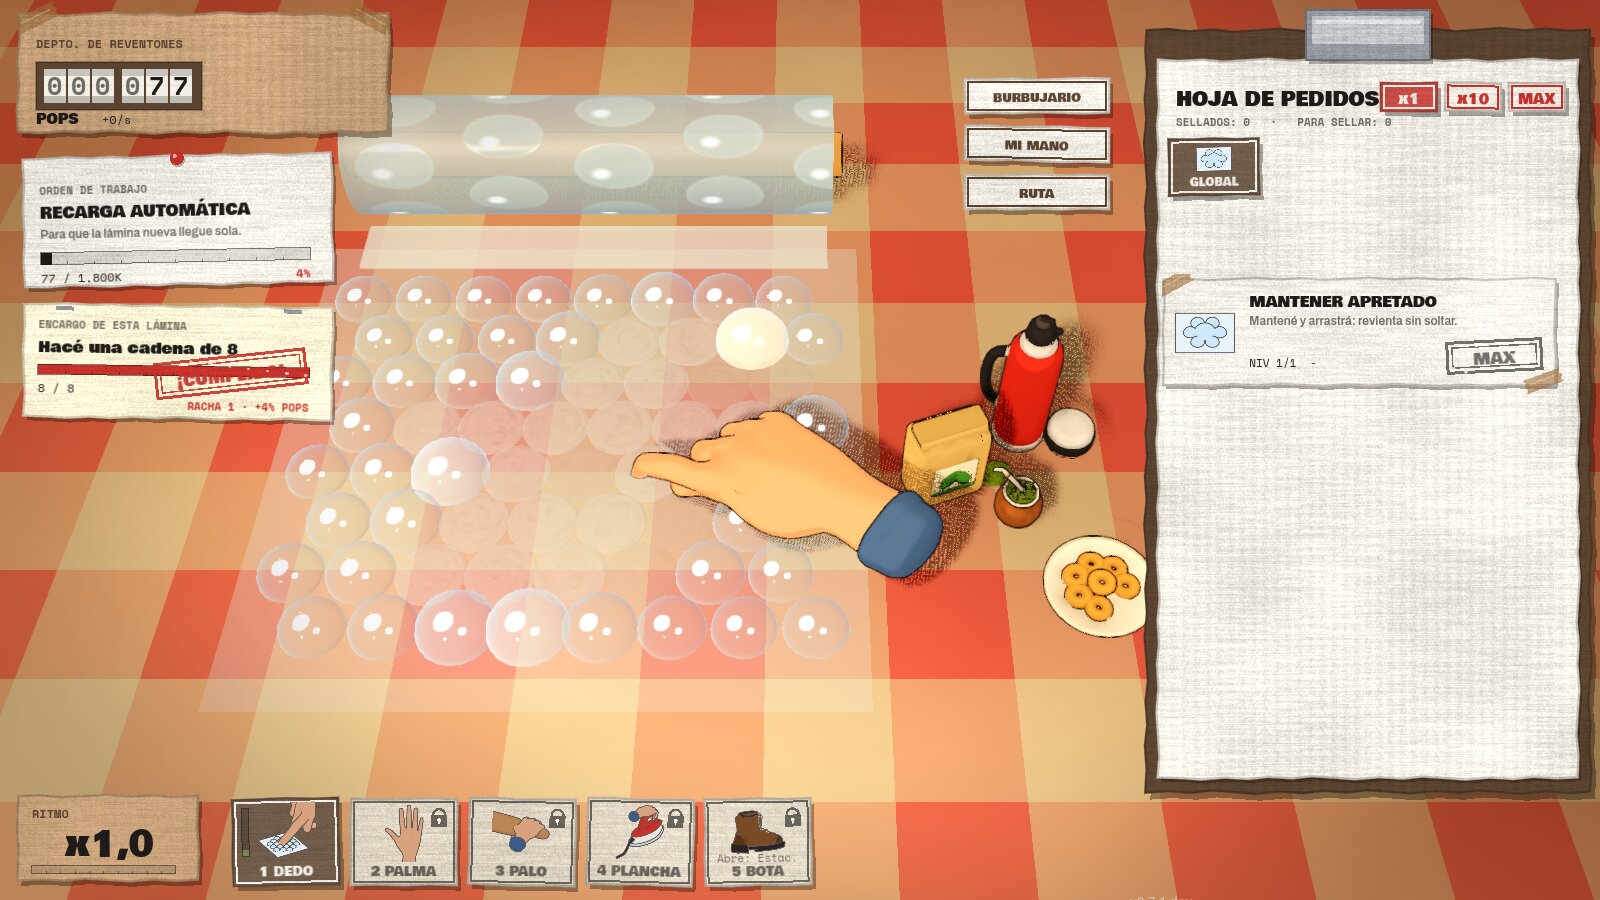 DEPTO. DE REVENTONES
000077
POPS +0/s
ORDEN DE TRABAJO
RECARGA AUTOMÁTICA
Para que la lámina nueva llegue sola.
77 / 1.800K 4%
ENCARGO DE ESTA LÁMINA
Hacé una cadena de 8
8 / 8
RACHA 1 · +4% POPS
BURBUJARIO
MI MANO
RUTA
HOJA DE PEDIDOS x1 x10 MAX
SELLADOS: 0 · PARA SELLAR: 0
GLOBAL
MANTENER APRETADO
Mantené y arrastrá: revienta sin soltar.
NIV 1/1 - MAX
RITMO
x1,0
1 DEDO
2 PALMA
3 PALO
4 PLANCHA
Abre: Estac.
5 BOTA